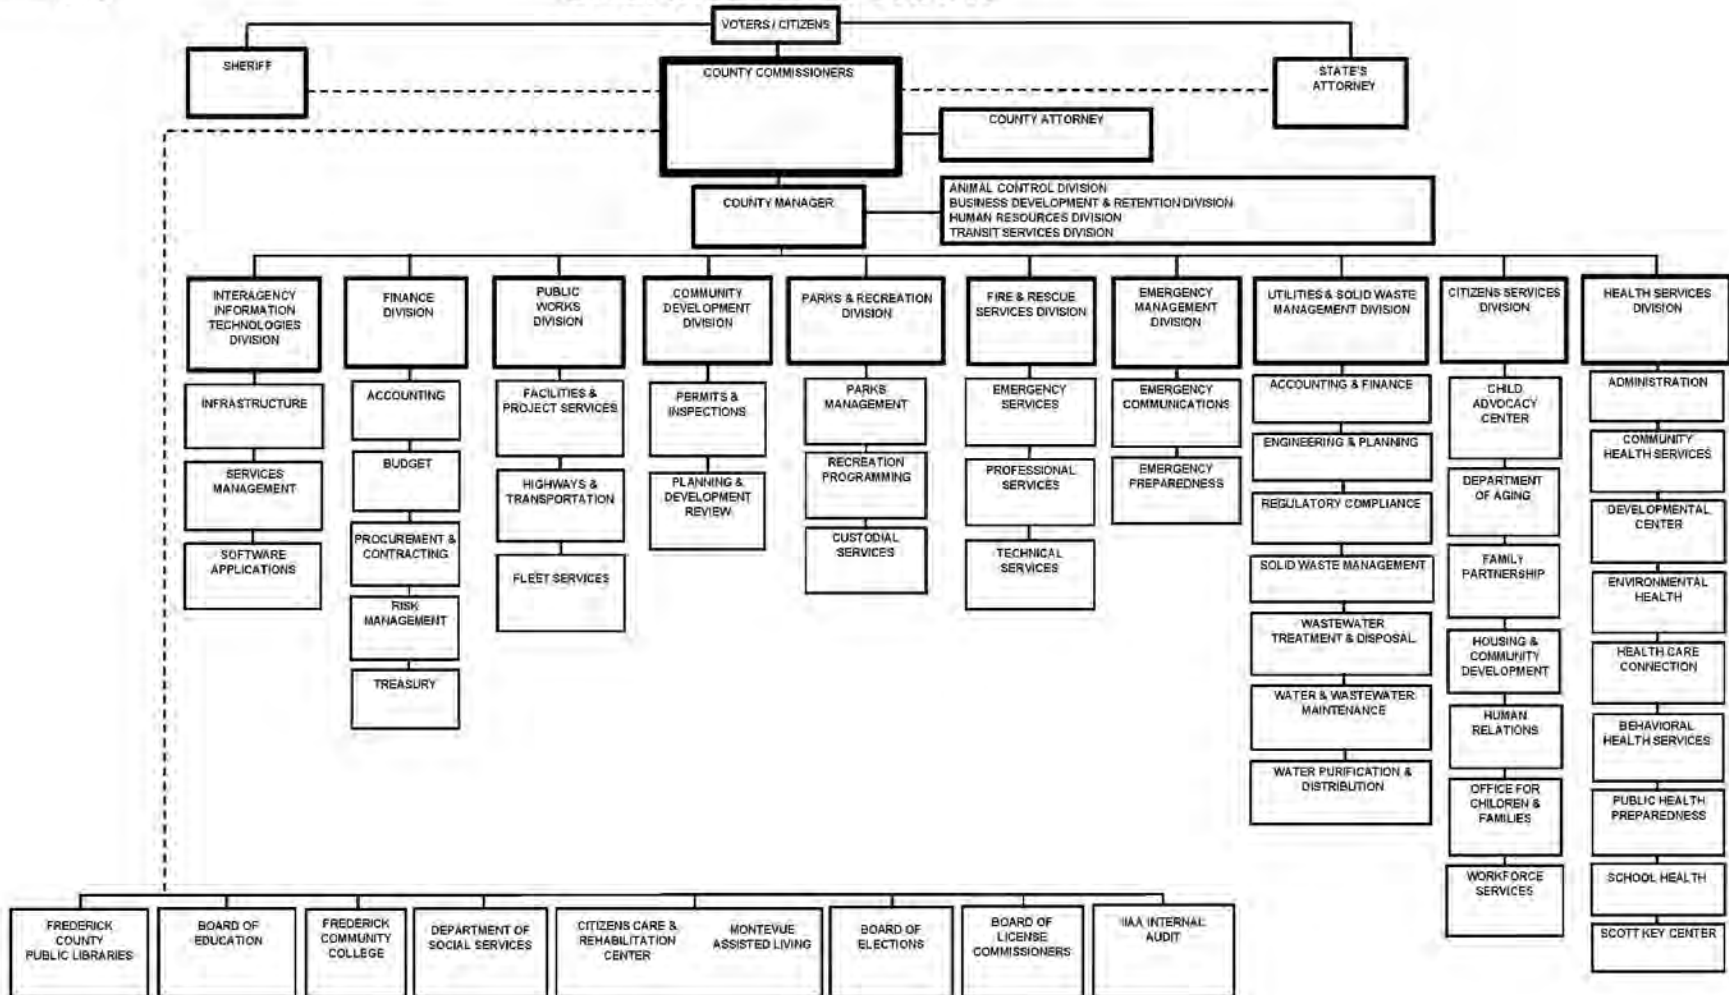 VOTERS / CITIZENS
SHERIFF
COUNTY COMMISSIONERS
STATE'S
ATTORNEY
COUNTY ATTORNEY
COUNTY MANAGER
ANIMAL CONTROL DIVISION
BUSINESS DEVELOPMENT & RETENTION DIVISION
HUMAN RESOURCES DIVISION
TRANSIT SERVICES DIVISION
INTERAGENCY
INFORMATION
TECHNOLOGIES
DIVISION
INFRASTRUCTURE
SERVICES
MANAGEMENT
SOFTWARE
APPLICATIONS
FINANCE
DIVISION
ACCOUNTING
BUDGET
PROCUREMENT &
CONTRACTING
RISK
MANAGEMENT
TREASURY
PUBLIC
WORKS
DIVISION
FACILITIES &
PROJECT SERVICES
HIGHWAYS &
TRANSPORTATION
FLEET SERVICES
COMMUNITY
DEVELOPMENT
DIVISION
PERMITS &
INSPECTIONS
PLANNING &
DEVELOPMENT
REVIEW
PARKS & RECREATION
DIVISION
PARKS
MANAGEMENT
RECREATION
PROGRAMMING
CUSTODIAL
SERVICES
FIRE & RESCUE
SERVICES DIVISION
EMERGENCY
SERVICES
PROFESSIONAL
SERVICES
TECHNICAL
SERVICES
EMERGENCY
MANAGEMENT
DIVISION
EMERGENCY
COMMUNICATIONS
EMERGENCY
PREPAREDNESS
UTILITIES & SOLID WASTE
MANAGEMENT DIVISION
ACCOUNTING & FINANCE
ENGINEERING & PLANNING
REGULATORY COMPLIANCE
SOLID WASTE MANAGEMENT
WASTEWATER
TREATMENT & DISPOSAL
WATER & WASTEWATER
MAINTENANCE
WATER PURIFICATION &
DISTRIBUTION
CITIZENS SERVICES
DIVISION
CHILD
ADVOCACY
CENTER
DEPARTMENT
OF AGING
FAMILY
PARTNERSHIP
HOUSING &
COMMUNITY
DEVELOPMENT
HUMAN
RELATIONS
OFFICE FOR
CHILDREN &
FAMILIES
WORKFORCE
SERVICES
HEALTH SERVICES
DIVISION
ADMINISTRATION
COMMUNITY
HEALTH SERVICES
DEVELOPMENTAL
CENTER
ENVIRONMENTAL
HEALTH
HEALTH CARE
CONNECTION
BEHAVIORAL
HEALTH SERVICES
PUBLIC HEALTH
PREPAREDNESS
SCHOOL HEALTH
SCOTT KEY CENTER
FREDERICK
COUNTY
PUBLIC LIBRARIES
BOARD OF
EDUCATION
FREDERICK
COMMUNITY
COLLEGE
DEPARTMENT OF
SOCIAL SERVICES
CITIZENS CARE &
REHABILITATION
CENTER
MONTEVUE
ASSISTED LIVING
BOARD OF
ELECTIONS
BOARD OF
LICENSE
COMMISSIONERS
IIAA INTERNAL
AUDIT